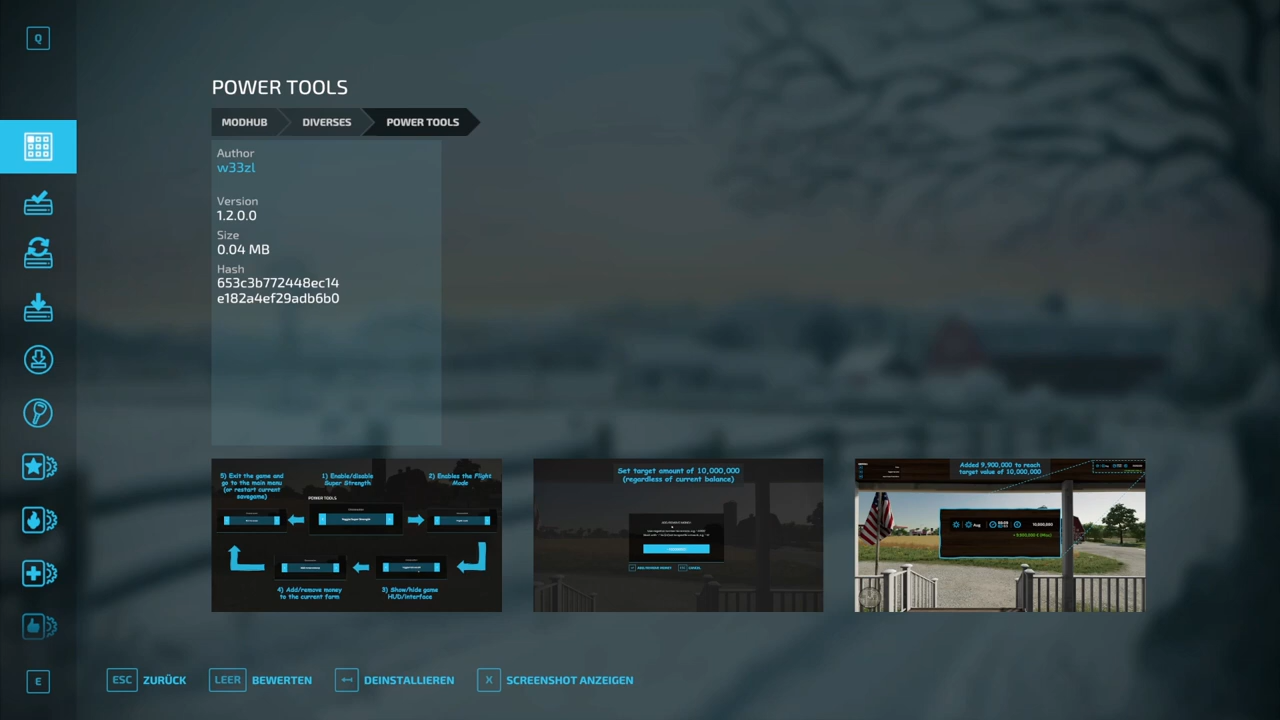 Q
POWER TOOLS
MODHUB DIVERSES POWER TOOLS
Author
w33zl
Version
1.2.0.0
Size
0.04 MB
Hash
653c3b772448ec14
e182a4ef29adb6b0
5) Exit the game and
go to the main menu
(or restart current
savegame)
1) Enable/disable
Super Strength
2) Enables the Flight
Mode
POWER TOOLS
4) Add/remove money
to the current farm
3) Show/hide game
HUD/interface
Set target amount of 10,000,000
(regardless of current balance)
Added 9,900,000 to reach
target value of 10,000,000
Aug
E
ESC ZURÜCK LEER BEWERTEN DEINSTALLIEREN X SCREENSHOT ANZEIGEN